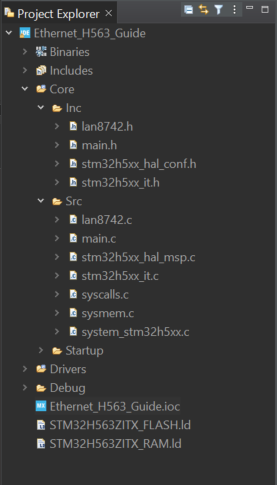 Project Explorer
Ethernet_H563_Guide
Binaries
Includes
Core
Inc
lan8742.h
main.h
stm32h5xx_hal_conf.h
stm32h5xx_it.h
Src
lan8742.c
main.c
stm32h5xx_hal_msp.c
stm32h5xx_it.c
syscalls.c
sysmem.c
system_stm32h5xx.c
Startup
Drivers
Debug
MX Ethernet_H563_Guide.ioc
STM32H563ZITX_FLASH.ld
STM32H563ZITX_RAM.ld